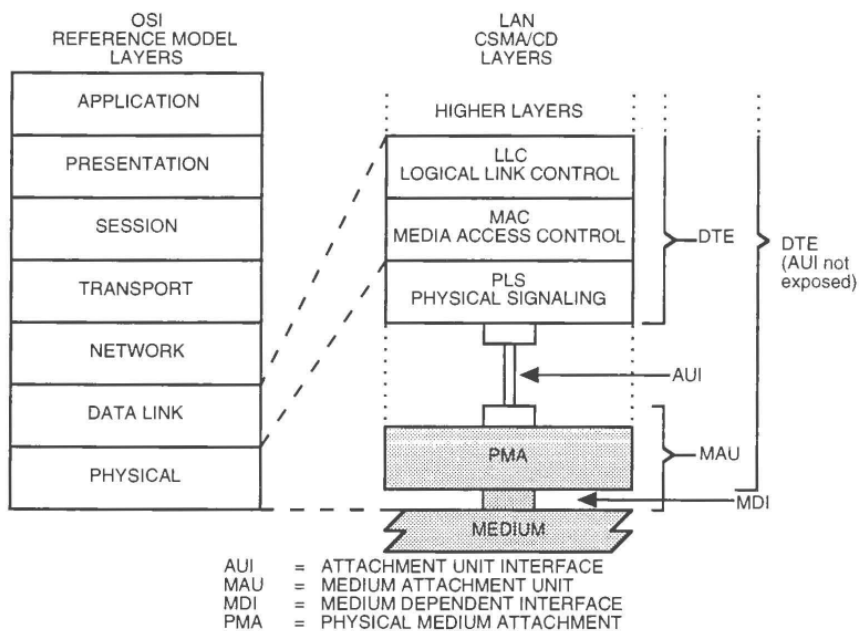 OSI
REFERENCE MODEL
LAYERS
APPLICATION
PRESENTATION
SESSION
TRANSPORT
NETWORK
DATA LINK
PHYSICAL
LAN
CSMA/CD
LAYERS
HIGHER LAYERS
LLC
LOGICAL LINK CONTROL
MAC
MEDIA ACCESS CONTROL
PLS
PHYSICAL SIGNALING
DTE
DTE
(AUI not
exposed)
AUI
PMA
MAU
MDI
MEDIUM
AUI = ATTACHMENT UNIT INTERFACE
MAU = MEDIUM ATTACHMENT UNIT
MDI = MEDIUM DEPENDENT INTERFACE
PMA = PHYSICAL MEDIUM ATTACHMENT